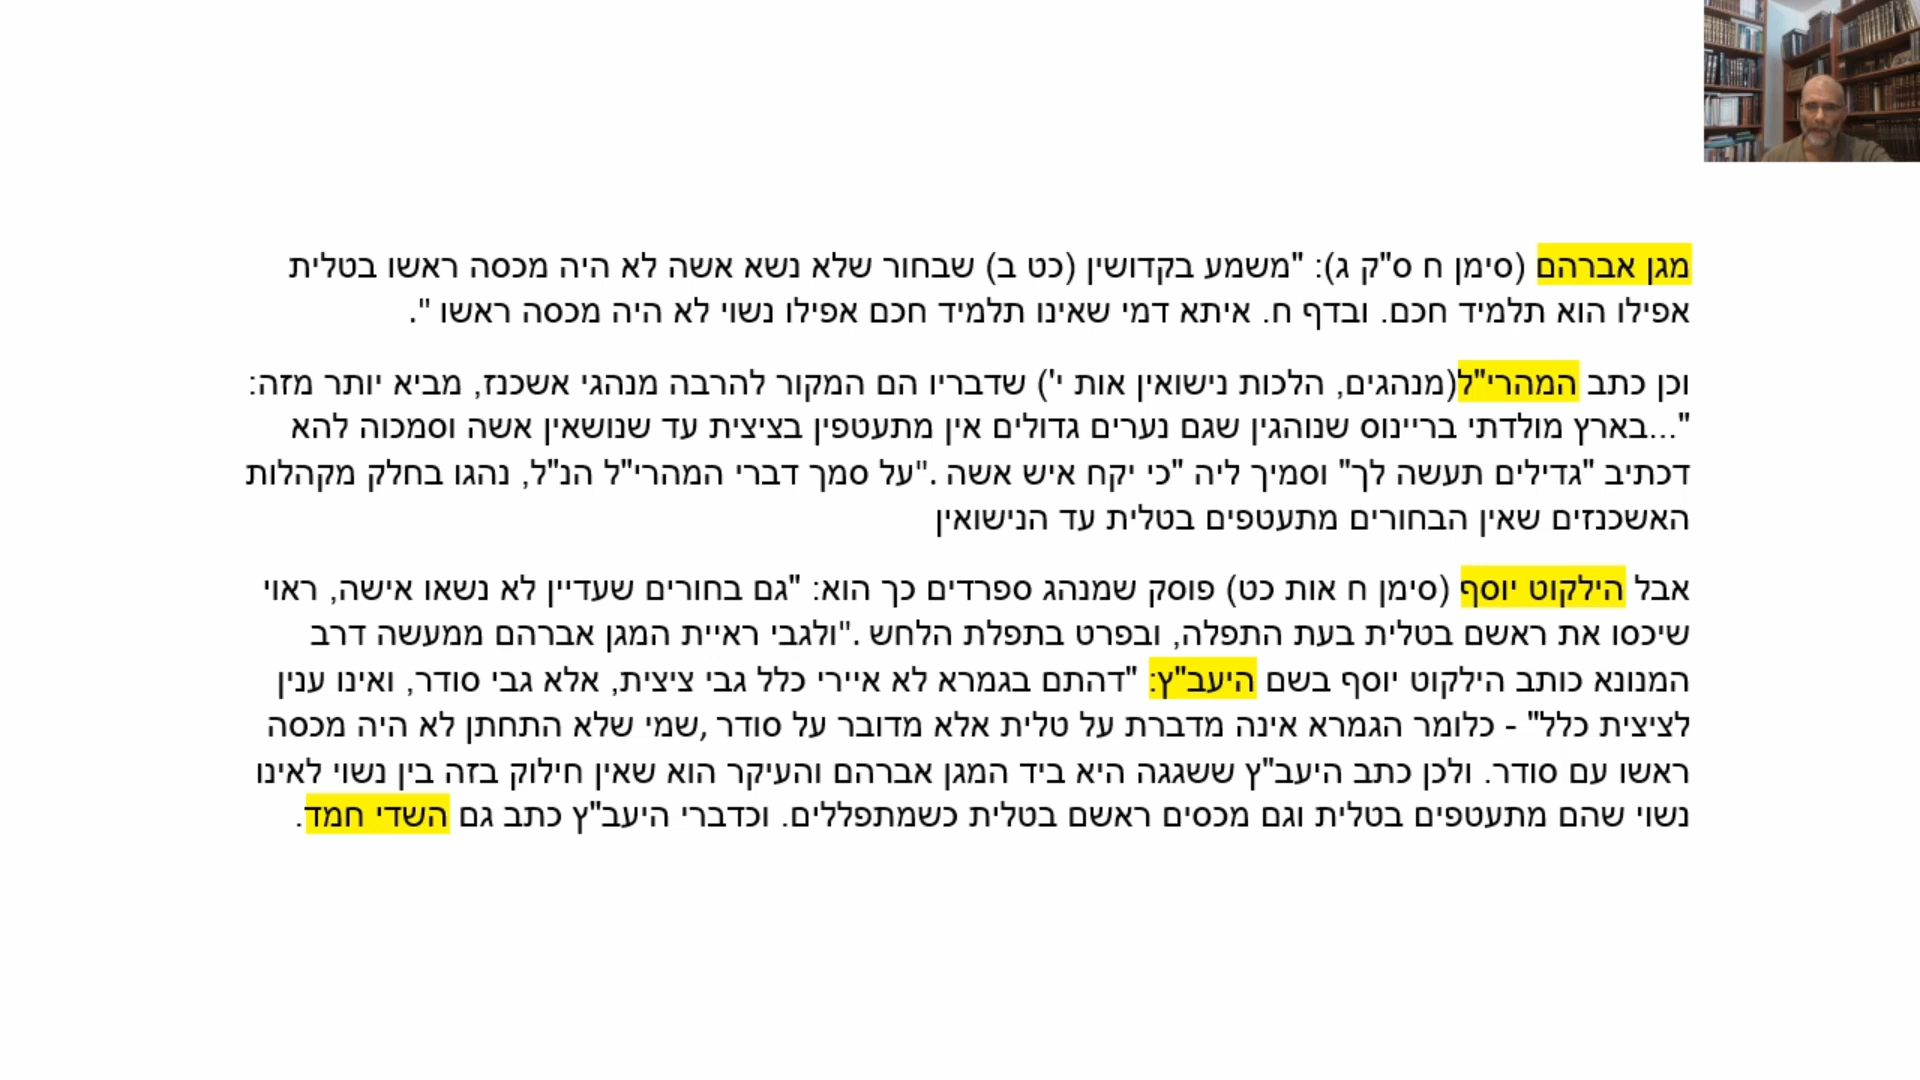 מגן אברהם (סימן ח ס"ק ג): "משמע בקדושין (כט ב) שבחור שלא נשא אשה לא היה מכסה ראשו בטלית
אפילו הוא תלמיד חכם. ובדף ח. איתא דמי שאינו תלמיד חכם אפילו נשוי לא היה מכסה ראשו ".
וכן כתב המהרי"ל(מנהגים, הלכות נישואין אות י') שדבריו הם המקור להרבה מנהגי אשכנז, מביא יותר מזה:
"...בארץ מולדתי בריינוס שנוהגין שגם נערים גדולים אין מתעטפין בציצית עד שנושאין אשה וסמכוה להא
דכתיב "גדילים תעשה לך" וסמיך ליה "כי יקח איש אשה ."על סמך דברי המהרי"ל הנ"ל, נהגו בחלק מקהלות
האשכנזים שאין הבחורים מתעטפים בטלית עד הנישואין
אבל הילקוט יוסף (סימן ח אות כט) פוסק שמנהג ספרדים כך הוא: "גם בחורים שעדיין לא נשאו אישה, ראוי
שיכסו את ראשם בטלית בעת התפלה, ובפרט בתפלת הלחש ."ולגבי ראיית המגן אברהם ממעשה דרב
המנונא כותב הילקוט יוסף בשם היעב"ץ: "דהתם בגמרא לא איירי כלל גבי ציצית, אלא גבי סודר, ואינו ענין
לציצית כלל" - כלומר הגמרא אינה מדברת על טלית אלא מדובר על סודר ,שמי שלא התחתן לא היה מכסה
ראשו עם סודר. ולכן כתב היעב"ץ ששגגה היא ביד המגן אברהם והעיקר הוא שאין חילוק בזה בין נשוי לאינו
נשוי שהם מתעטפים בטלית וגם מכסים ראשם בטלית כשמתפללים. וכדברי היעב"ץ כתב גם השדי חמד.